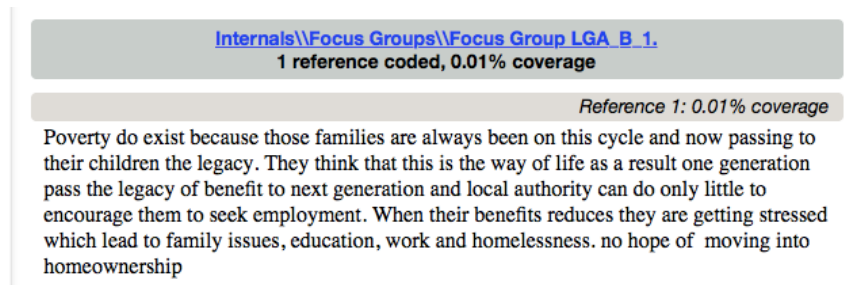 Internals\\Focus Groups\\Focus Group LGA_B_1.
1 reference coded, 0.01% coverage
Reference 1: 0.01% coverage
Poverty do exist because those families are always been on this cycle and now passing to
their children the legacy. They think that this is the way of life as a result one generation
pass the legacy of benefit to next generation and local authority can do only little to
encourage them to seek employment. When their benefits reduces they are getting stressed
which lead to family issues, education, work and homelessness. no hope of  moving into
homeownership